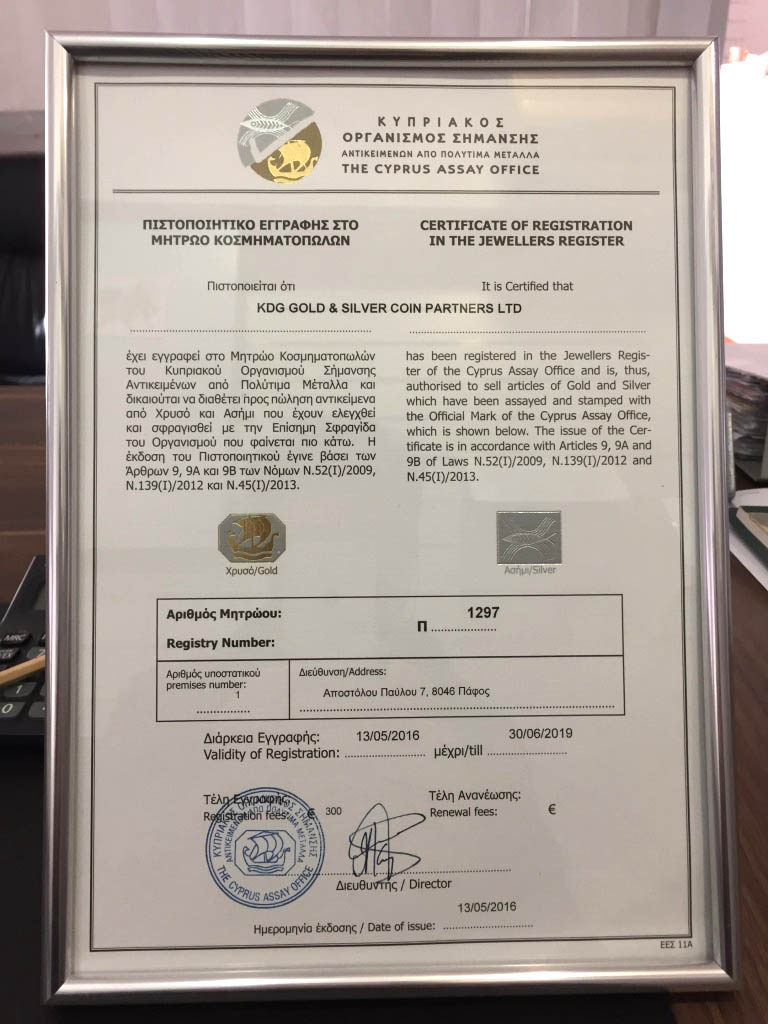 ΚΥΠΡΙΑΚΟΣ
ΟΡΓΑΝΙΣΜΟΣ ΣΗΜΑΝΣΗΣ
ΑΝΤΙΚΕΙΜΕΝΩΝ ΑΠΟ ΠΟΛΥΤΙΜΑ ΜΕΤΑΛΛΑ
THE CYPRUS ASSAY OFFICE
ΠΙΣΤΟΠΟΙΗΤΙΚΟ ΕΓΓΡΑΦΗΣ ΣΤΟ
ΜΗΤΡΩΟ ΚΟΣΜΗΜΑΤΟΠΩΛΩΝ
CERTIFICATE OF REGISTRATION
IN THE JEWELLERS REGISTER
Πιστοποιείται ότι
It is Certified that
KDG GOLD & SILVER COIN PARTNERS LTD
έχει εγγραφεί στο Μητρώο Κοσμηματοπωλών
του Κυπριακού Οργανισμού Σήμανσης
Αντικειμένων από Πολύτιμα Μέταλλα και
δικαιούται να διαθέτει προς πώληση αντικείμενα
από Χρυσό και Ασήμι που έχουν ελεγχθεί
και σφραγισθεί με την Επίσημη Σφραγίδα
του Οργανισμού που φαίνεται πιο κάτω. Η
έκδοση του Πιστοποιητικού έγινε βάσει των
Άρθρων 9, 9Α και 9Β των Νόμων Ν.52(Ι)/2009,
Ν.139(Ι)/2012 και Ν.45(Ι)/2013.
has been registered in the Jewellers Regis-
ter of the Cyprus Assay Office and is, thus,
authorised to sell articles of Gold and Silver
which have been assayed and stamped with
the Official Mark of the Cyprus Assay Office,
which is shown below. The issue of the Cer-
tificate is in accordance with Articles 9, 9A and
9B of Laws N.52(I)/2009, N.139(I)/2012 and
N.45(I)/2013.
Χρυσό/Gold
Ασήμι/Silver
Αριθμός Μητρώου:
Registry Number:
Π 1297
Αριθμός υποστατικού
premises number:
1
Διεύθυνση/Address:
Αποστόλου Παύλου 7, 8046 Πάφος
Διάρκεια Εγγραφής:
Validity of Registration: 13/05/2016 μέχρι/till 30/06/2019
Τέλη Εγγραφής:
Registration fees: € 300
Τέλη Ανανέωσης:
Renewal fees: €
ΚΥΠΡΙΑΚΟΣ ΟΡΓΑΝΙΣΜΟΣ ΣΗΜΑΝΣΗΣ
ΑΝΤΙΚΕΙΜΕΝΩΝ ΑΠΟ ΠΟΛΥΤΙΜΑ ΜΕΤΑΛΛΑ
THE CYPRUS ASSAY OFFICE
Διευθυντής / Director
13/05/2016
Ημερομηνία έκδοσης / Date of issue:
ΕΕΣ 11Α
MRC
1
0